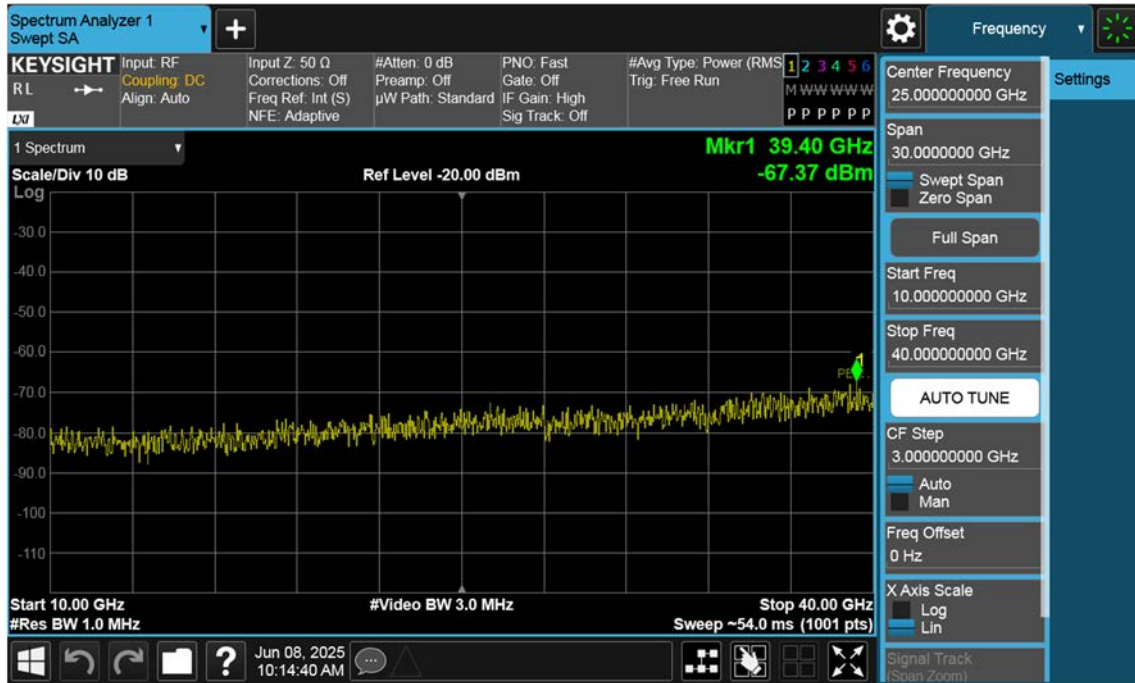 Spectrum Analyzer 1
Swept SA
+
Frequency
KEYSIGHT
RL
LXI
Input: RF
Coupling: DC
Align: Auto
Input Z: 50 Ω
Corrections: Off
Freq Ref: Int (S)
NFE: Adaptive
#Atten: 0 dB
Preamp: Off
µW Path: Standard
PNO: Fast
Gate: Off
IF Gain: High
Sig Track: Off
#Avg Type: Power (RMS
Trig: Free Run
1 2 3 4 5 6
M W W W W W
P P P P P P
1 Spectrum
Scale/Div 10 dB
Log
Ref Level -20.00 dBm
Mkr1 39.40 GHz
-67.37 dBm
-30.0
-40.0
-50.0
-60.0
-70.0
-80.0
-90.0
-100
-110
1
Start 10.00 GHz
#Res BW 1.0 MHz
#Video BW 3.0 MHz
Stop 40.00 GHz
Sweep ~54.0 ms (1001 pts)
Center Frequency
25.000000000 GHz
Span
30.0000000 GHz
Swept Span
Zero Span
Full Span
Start Freq
10.000000000 GHz
Stop Freq
40.000000000 GHz
AUTO TUNE
CF Step
3.000000000 GHz
Auto
Man
Freq Offset
0 Hz
X Axis Scale
Log
Lin
Signal Track
(Span Zoom)
Settings
?
Jun 08, 2025
10:14:40 AM